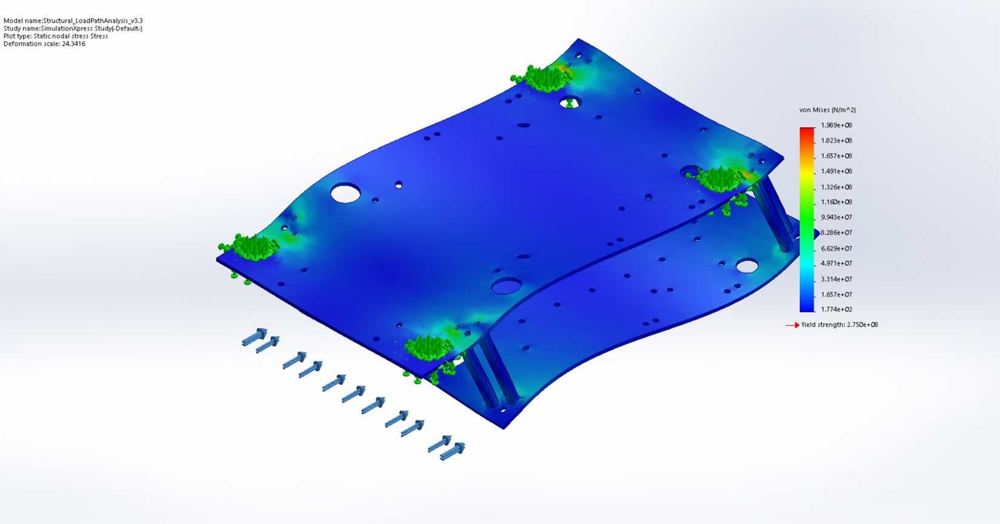 Model name:Structural_LoadPathAnalysis_v3.3
Study name:SimulationXpress Study(-Default-)
Plot type: Static nodal stress Stress
Deformation scale: 24.3416
von Mises (N/m^2)
1.989e+08
1.823e+08
1.657e+08
1.491e+08
1.326e+08
1.160e+08
9.943e+07
8.286e+07
6.629e+07
4.971e+07
3.314e+07
1.657e+07
1.774e+02
Yield strength: 2.750e+08